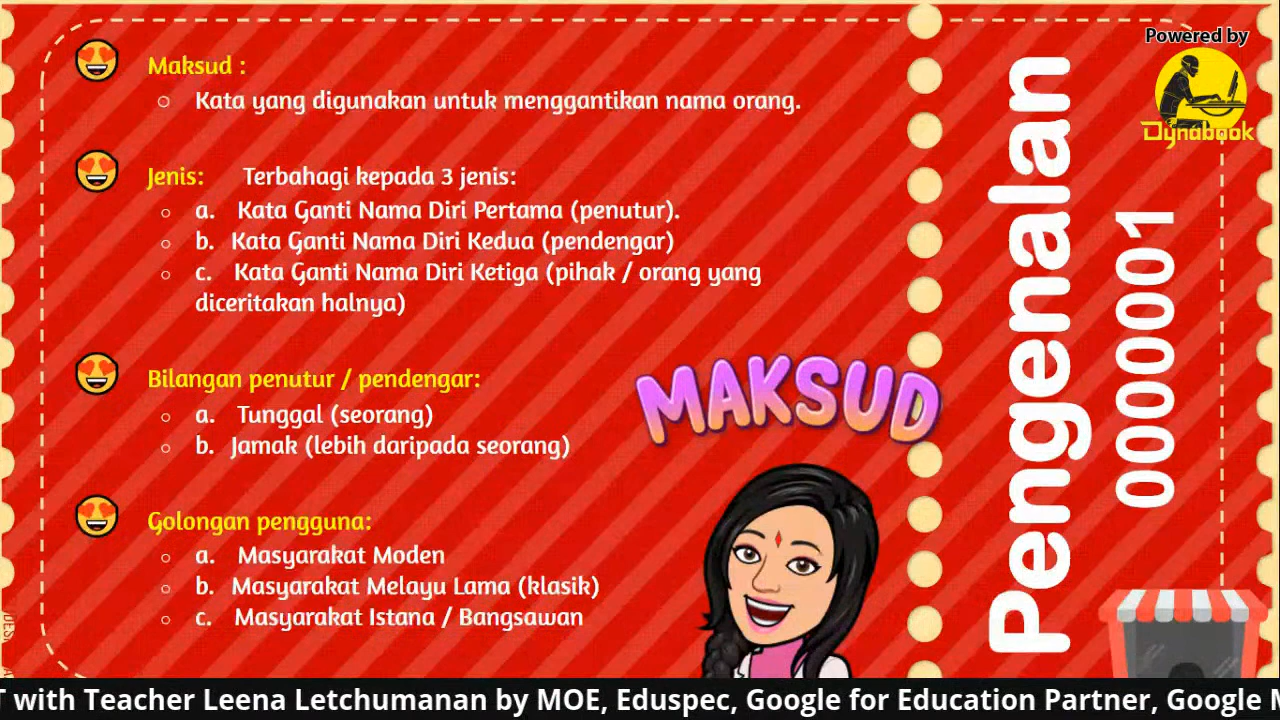 Maksud :
Kata yang digunakan untuk menggantikan nama orang.
Jenis: Terbahagi kepada 3 jenis:
a. Kata Ganti Nama Diri Pertama (penutur).
b. Kata Ganti Nama Diri Kedua (pendengar)
c. Kata Ganti Nama Diri Ketiga (pihak / orang yang
diceritakan halnya)
Bilangan penutur / pendengar:
a. Tunggal (seorang)
b. Jamak (lebih daripada seorang)
Golongan pengguna:
a. Masyarakat Moden
b. Masyarakat Melayu Lama (klasik)
c. Masyarakat Istana / Bangsawan
MAKSUD
Pengenalan
0000001
Powered by
Dynabook
T with Teacher Leena Letchumanan by MOE, Eduspec, Google for Education Partner, Google M